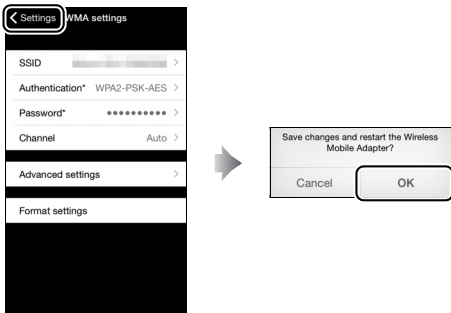 Settings WMA settings
SSID
Authentication* WPA2-PSK-AES
Password* ••••••••••
Channel Auto
Advanced settings
Format settings
Save changes and restart the Wireless
Mobile Adapter?
Cancel OK